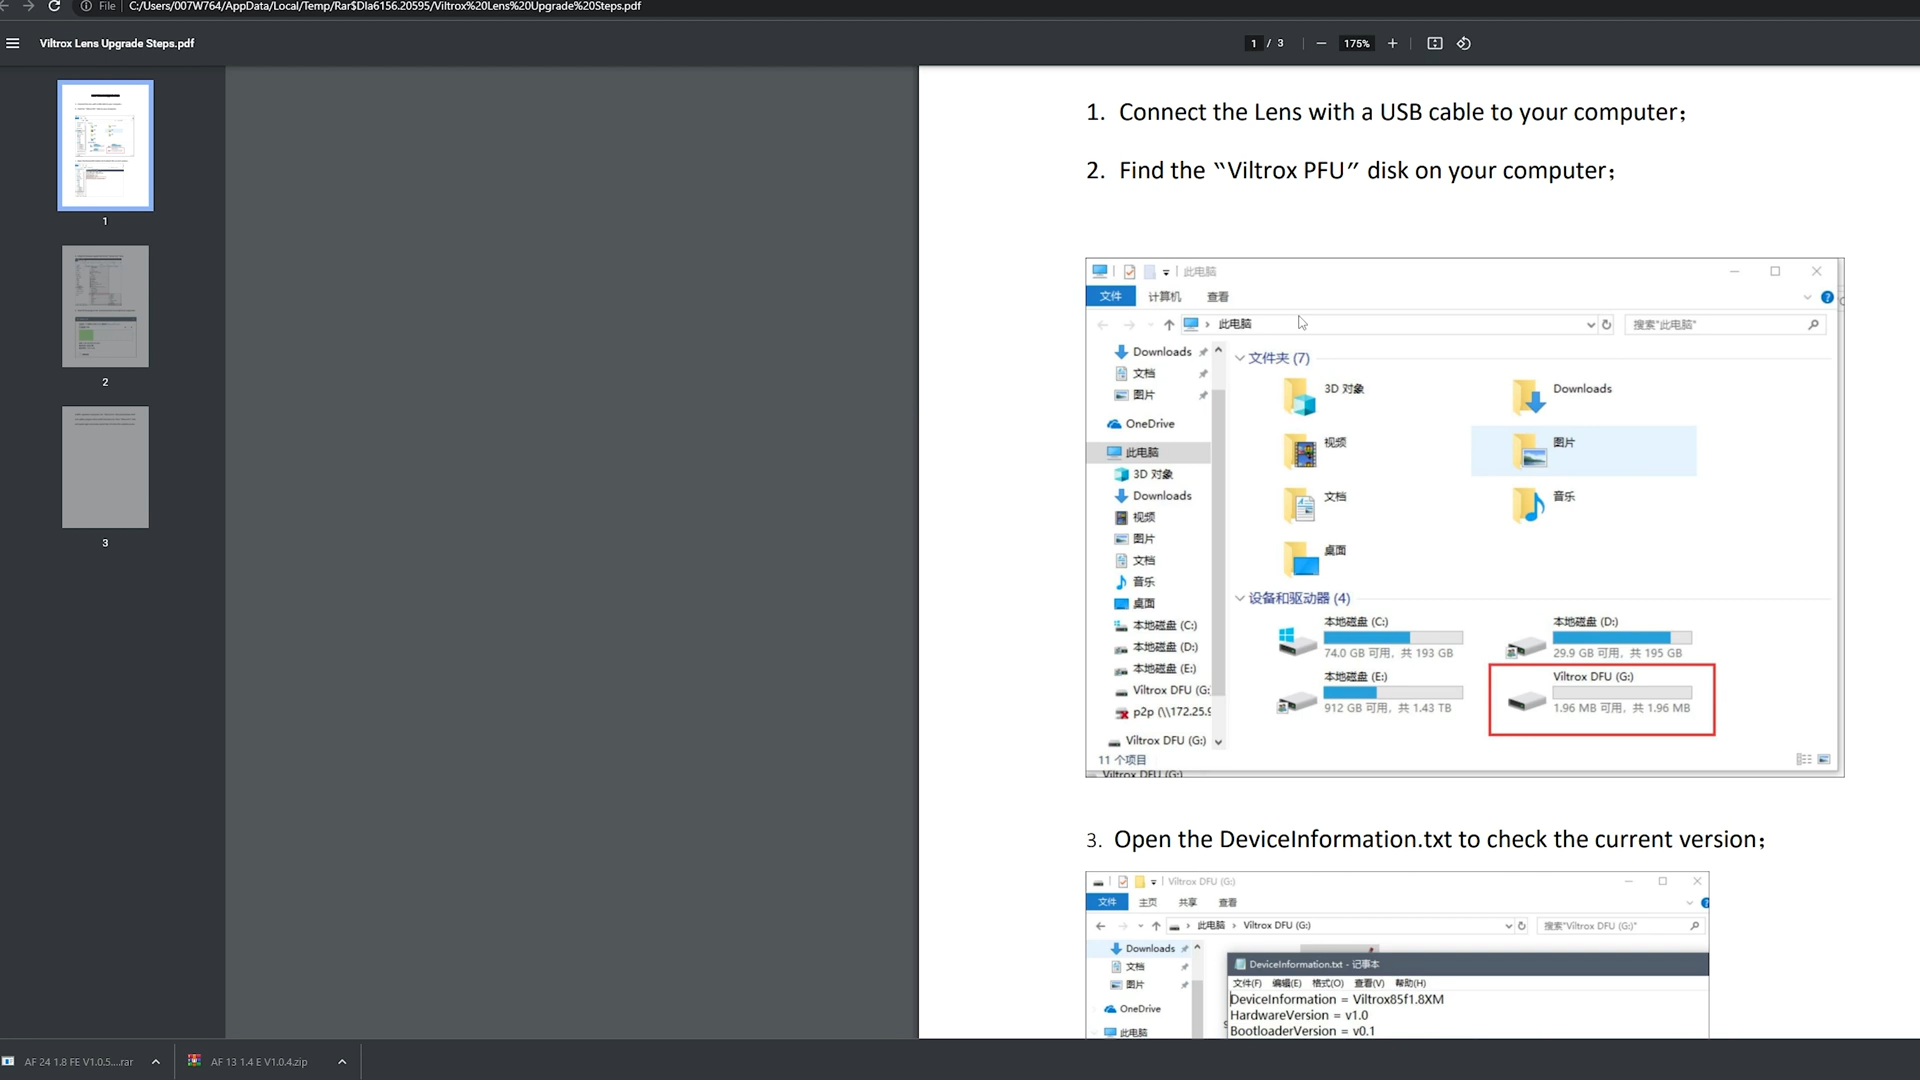 File
C:/Users/007W764/AppData/Local/Temp/Rar$DIa6156.20595/Viltrox%20Lens%20Upgrade%20Steps.pdf
Viltrox Lens Upgrade Steps.pdf
1 / 3
175%
1
2
3
1. Connect the Lens with a USB cable to your computer；
2. Find the “Viltrox PFU” disk on your computer；
此电脑
文件 计算机 查看
此电脑
搜索"此电脑"
Downloads
文档
图片
OneDrive
此电脑
3D 对象
Downloads
视频
图片
文档
音乐
桌面
本地磁盘 (C:)
本地磁盘 (D:)
本地磁盘 (E:)
Viltrox DFU (G:
p2p (\\172.25.9
Viltrox DFU (G:)
11 个项目
Viltrox DFU (G:)
文件夹 (7)
3D 对象
Downloads
视频
图片
文档
音乐
桌面
设备和驱动器 (4)
本地磁盘 (C:)
74.0 GB 可用，共 193 GB
本地磁盘 (D:)
29.9 GB 可用，共 195 GB
本地磁盘 (E:)
912 GB 可用，共 1.43 TB
Viltrox DFU (G:)
1.96 MB 可用，共 1.96 MB
3. Open the DeviceInformation.txt to check the current version；
Viltrox DFU (G:)
文件 主页 共享 查看
此电脑 Viltrox DFU (G:)
搜索"Viltrox DFU (G:)"
Downloads
文档
图片
OneDrive
此电脑
DeviceInformation.txt - 记事本
文件(F) 编辑(E) 格式(O) 查看(V) 帮助(H)
DeviceInformation = Viltrox85f1.8XM
HardwareVersion = v1.0
BootloaderVersion = v0.1
AF 24 1.8 FE V1.0.5....rar
AF 13 1.4 E V1.0.4.zip